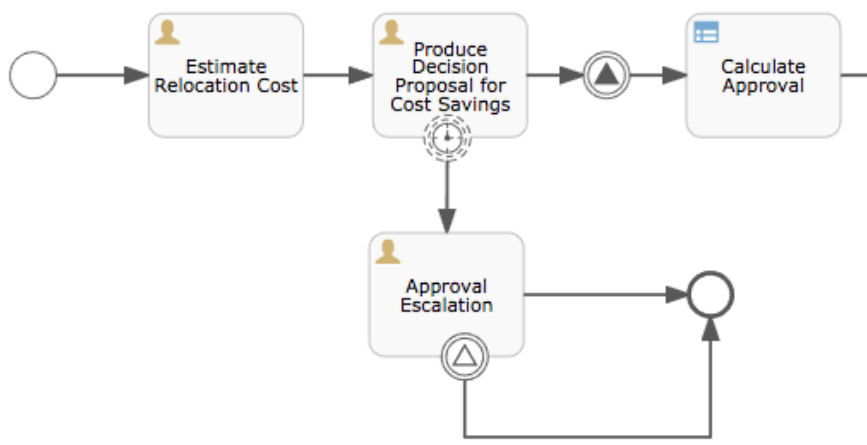 Estimate
Relocation Cost
Produce
Decision
Proposal for
Cost Savings
Calculate
Approval
Approval
Escalation